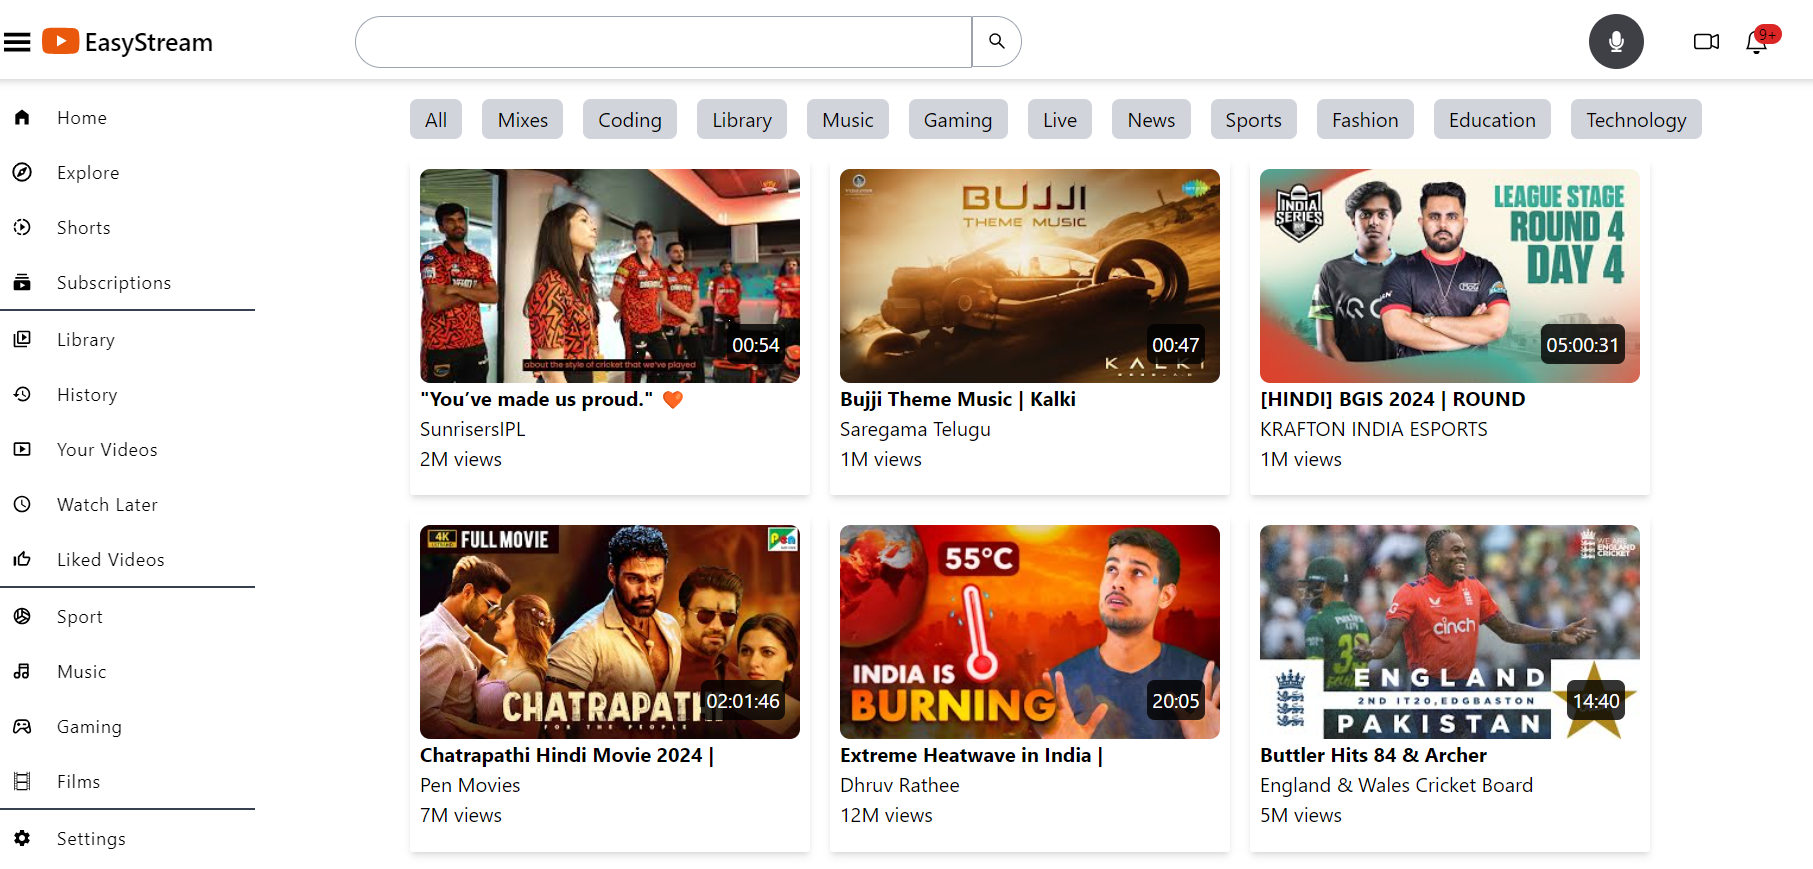 EasyStream
9+
Home
Explore
Shorts
Subscriptions
Library
History
Your Videos
Watch Later
Liked Videos
Sport
Music
Gaming
Films
Settings
All Mixes Coding Library Music Gaming Live News Sports Fashion Education Technology
about the style of cricket that we've played
00:54
"You’ve made us proud." 🧡
SunrisersIPL
2M views
BUJJI
THEME MUSIC
KALKI
00:47
Bujji Theme Music | Kalki
Saregama Telugu
1M views
INDIA
SERIES
LEAGUE STAGE
ROUND 4
DAY 4
05:00:31
[HINDI] BGIS 2024 | ROUND
KRAFTON INDIA ESPORTS
1M views
4K
FULL MOVIE
Pen
CHATRAPATHI
FOR THE PEOPLE
02:01:46
Chatrapathi Hindi Movie 2024 |
Pen Movies
7M views
55°C
INDIA IS
BURNING
20:05
Extreme Heatwave in India |
Dhruv Rathee
12M views
WE ARE
ENGLAND
CRICKET
cinch
ENGLAND
2ND IT20, EDGBASTON
PAKISTAN
14:40
Buttler Hits 84 & Archer
England & Wales Cricket Board
5M views